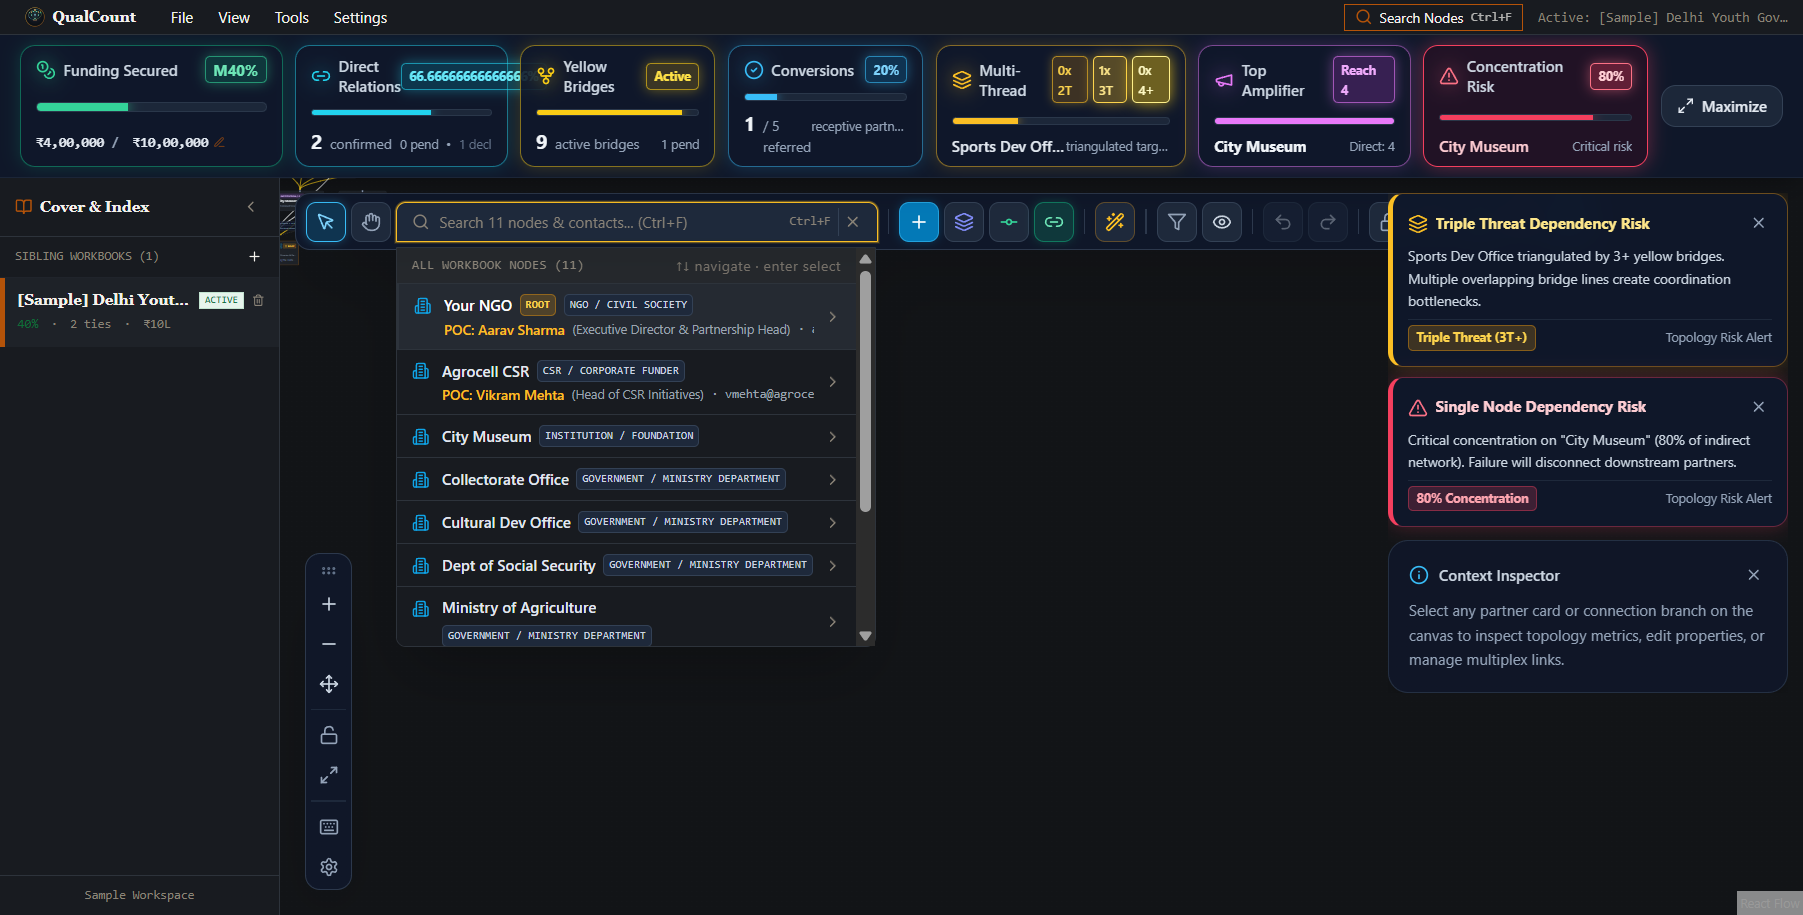 QualCount
File
View
Tools
Settings
Search Nodes Ctrl+F
Active: [Sample] Delhi Youth Gov…
Funding Secured
M40%
₹4,00,000 / ₹10,00,000
Direct Relations
66.6666666666666
2 confirmed 0 pend • 1 decl
Yellow Bridges
Active
9 active bridges 1 pend
Conversions
20%
1 / 5 referred
receptive partn…
Multi-Thread
0x 2T
1x 3T
0x 4+
Sports Dev Off… triangulated targ…
Top Amplifier
Reach 4
City Museum Direct: 4
Concentration Risk
80%
City Museum Critical risk
Maximize
Cover & Index
SIBLING WORKBOOKS (1)
[Sample] Delhi Yout…
ACTIVE
40% · 2 ties · ₹10L
Sample Workspace
Search 11 nodes & contacts... (Ctrl+F)
Ctrl+F
ALL WORKBOOK NODES (11)
↑↓ navigate · enter select
Your NGO ROOT NGO / CIVIL SOCIETY
POC: Aarav Sharma (Executive Director & Partnership Head) ·
Agrocell CSR CSR / CORPORATE FUNDER
POC: Vikram Mehta (Head of CSR Initiatives) · vmehta@agroce
City Museum INSTITUTION / FOUNDATION
Collectorate Office GOVERNMENT / MINISTRY DEPARTMENT
Cultural Dev Office GOVERNMENT / MINISTRY DEPARTMENT
Dept of Social Security GOVERNMENT / MINISTRY DEPARTMENT
Ministry of Agriculture
GOVERNMENT / MINISTRY DEPARTMENT
Triple Threat Dependency Risk
Sports Dev Office triangulated by 3+ yellow bridges.
Multiple overlapping bridge lines create coordination
bottlenecks.
Triple Threat (3T+)
Topology Risk Alert
Single Node Dependency Risk
Critical concentration on "City Museum" (80% of indirect
network). Failure will disconnect downstream partners.
80% Concentration
Topology Risk Alert
Context Inspector
Select any partner card or connection branch on the
canvas to inspect topology metrics, edit properties, or
manage multiplex links.
React Flow